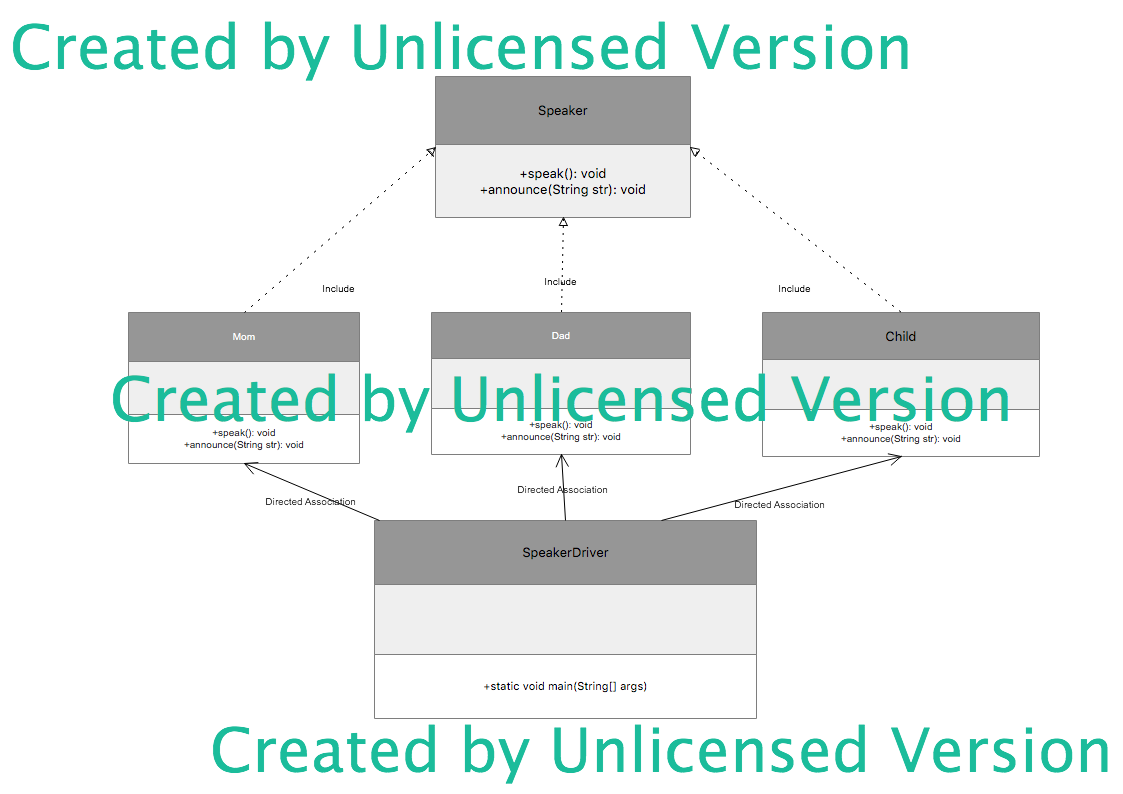 Created by Unlicensed Version
Speaker
+speak(): void
+announce(String str): void
Include
Include
Include
Mom
Dad
Child
Created by Unlicensed Version
+speak(): void
+announce(String str): void
+speak(): void
+announce(String str): void
+speak(): void
+announce(String str): void
Directed Association
Directed Association
Directed Association
SpeakerDriver
+static void main(String[] args)
Created by Unlicensed Version